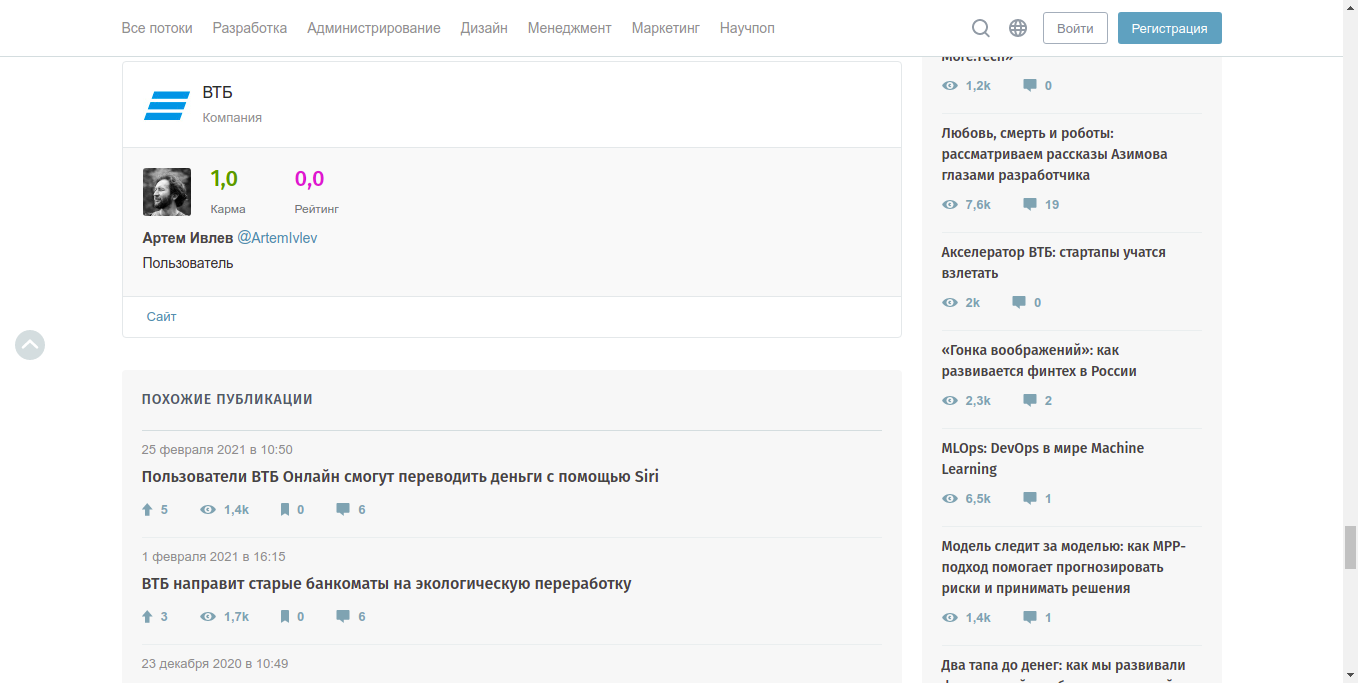 Все потоки Разработка Администрирование Дизайн Менеджмент Маркетинг Научпоп
Войти
Регистрация
ВТБ
Компания
1,0
Карма
0,0
Рейтинг
Артем Ивлев @ArtemIvlev
Пользователь
Сайт
ПОХОЖИЕ ПУБЛИКАЦИИ
25 февраля 2021 в 10:50
Пользователи ВТБ Онлайн смогут переводить деньги с помощью Siri
5 1,4k 0 6
1 февраля 2021 в 16:15
ВТБ направит старые банкоматы на экологическую переработку
3 1,7k 0 6
23 декабря 2020 в 10:49
More.Tech»
1,2k 0
Любовь, смерть и роботы:
рассматриваем рассказы Азимова
глазами разработчика
7,6k 19
Акселератор ВТБ: стартапы учатся
взлетать
2k 0
«Гонка воображений»: как
развивается финтех в России
2,3k 2
MLOps: DevOps в мире Machine
Learning
6,5k 1
Модель следит за моделью: как MPP-
подход помогает прогнозировать
риски и принимать решения
1,4k 1
Два тапа до денег: как мы развивали